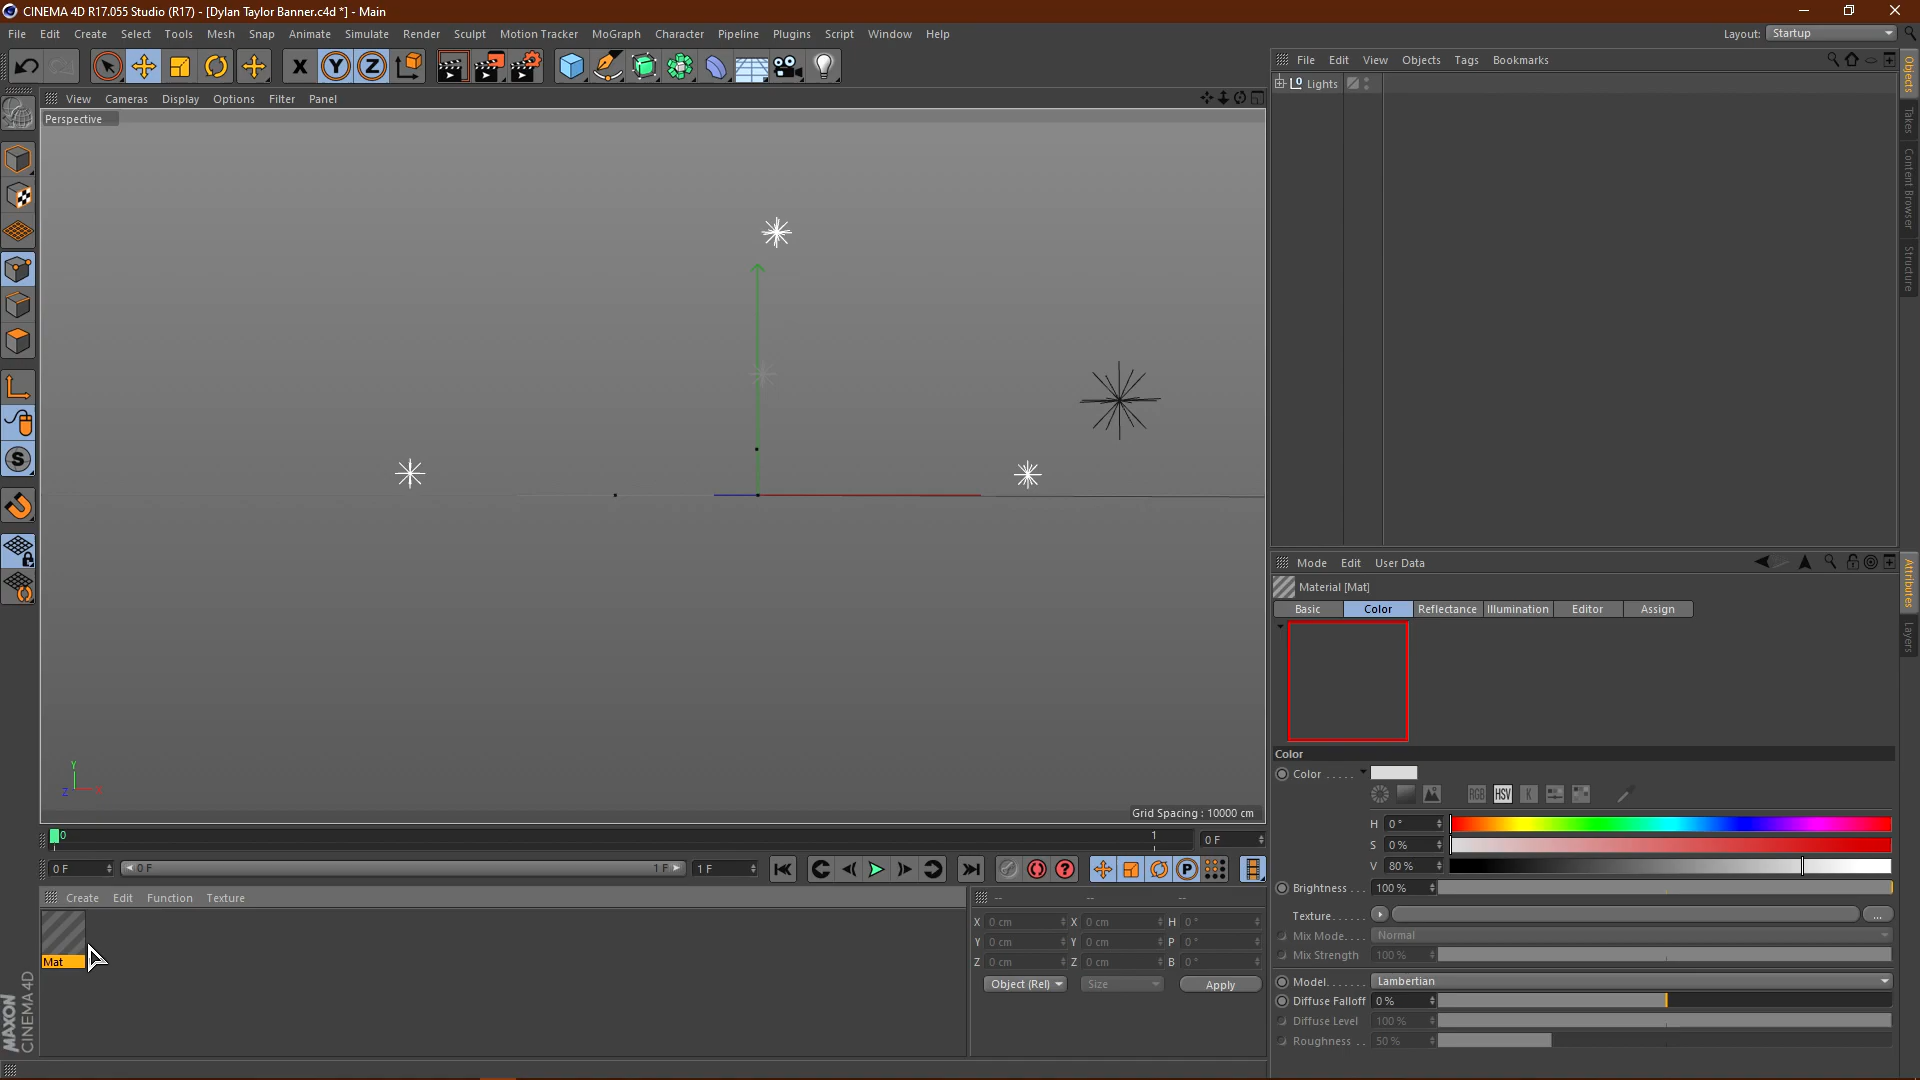 CINEMA 4D R17.055 Studio (R17) - [Dylan Taylor Banner.c4d *] - Main
File Edit Create Select Tools Mesh Snap Animate Simulate Render Sculpt Motion Tracker MoGraph Character Pipeline Plugins Script Window Help
Layout: Startup
X Y Z
File Edit View Objects Tags Bookmarks
Lights
Objects
Takes
Content Browser
Structure
View Cameras Display Options Filter Panel
Perspective
Y
Z X
Grid Spacing : 10000 cm
0 1 0 F
0 F 0 F 1 F 1 F
Create Edit Function Texture
Mat
-- -- --
X 0 cm X 0 cm H 0 °
Y 0 cm Y 0 cm P 0 °
Z 0 cm Z 0 cm B 0 °
Object (Rel) Size Apply
MAXON
CINEMA 4D
Mode Edit User Data
Material [Mat]
Basic Color Reflectance Illumination Editor Assign
Color
Color . . . . .
RGB HSV K
H 0 °
S 0 %
V 80 %
Brightness . . . 100 %
Texture. . . . . . ...
Mix Mode. . . . Normal
Mix Strength 100 %
Model. . . . . . . Lambertian
Diffuse Falloff 0 %
Diffuse Level 100 %
Roughness . . 50 %
Attributes
Layers